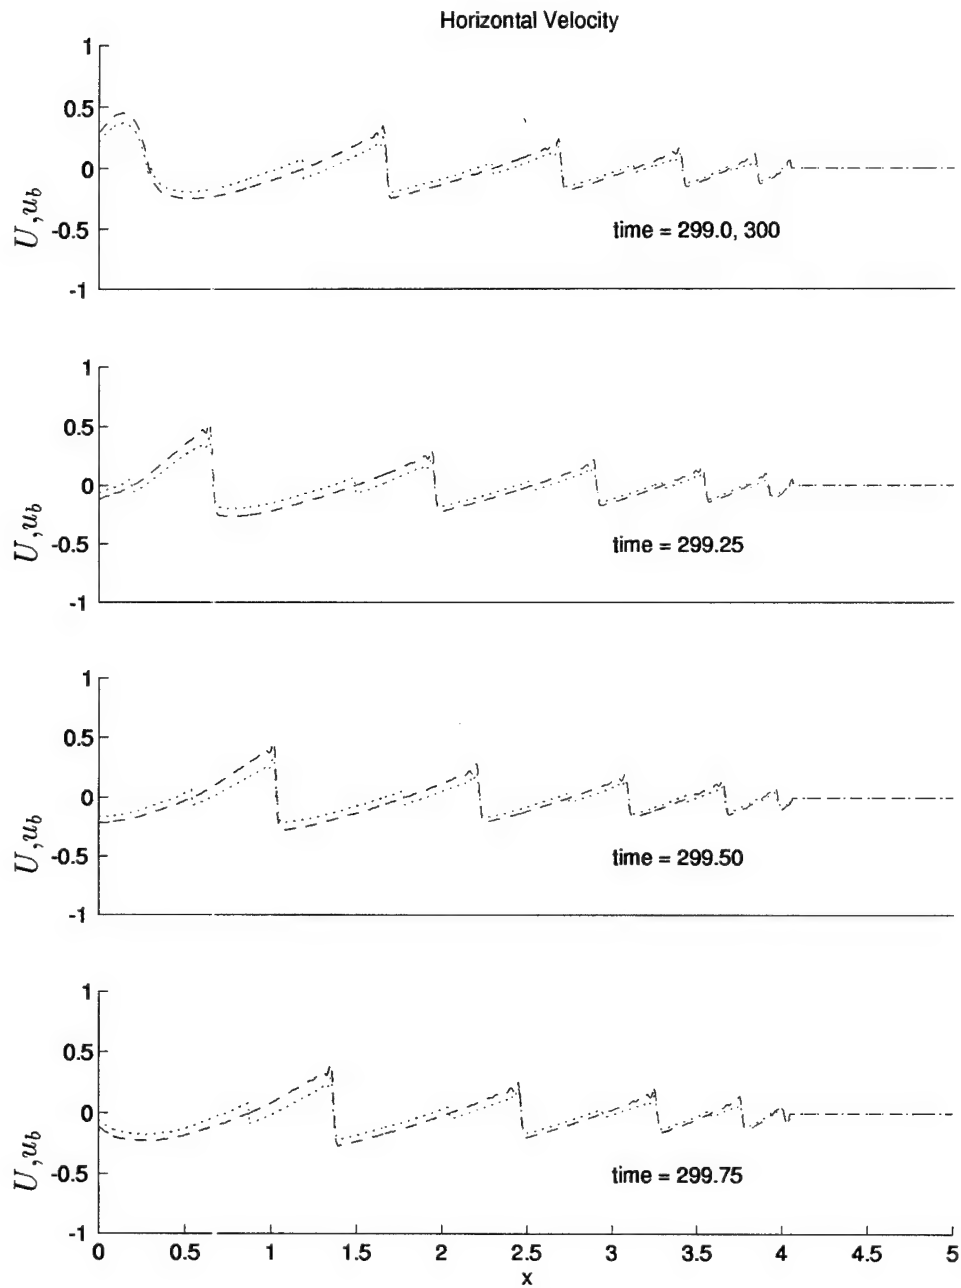 Horizontal Velocity
1
0.5
0
-0.5
-1
U,u_b
time = 299.0, 300
1
0.5
0
-0.5
-1
U,u_b
time = 299.25
1
0.5
0
-0.5
-1
U,u_b
time = 299.50
1
0.5
0
-0.5
-1
U,u_b
time = 299.75
0 0.5 1 1.5 2 2.5 3 3.5 4 4.5 5
x